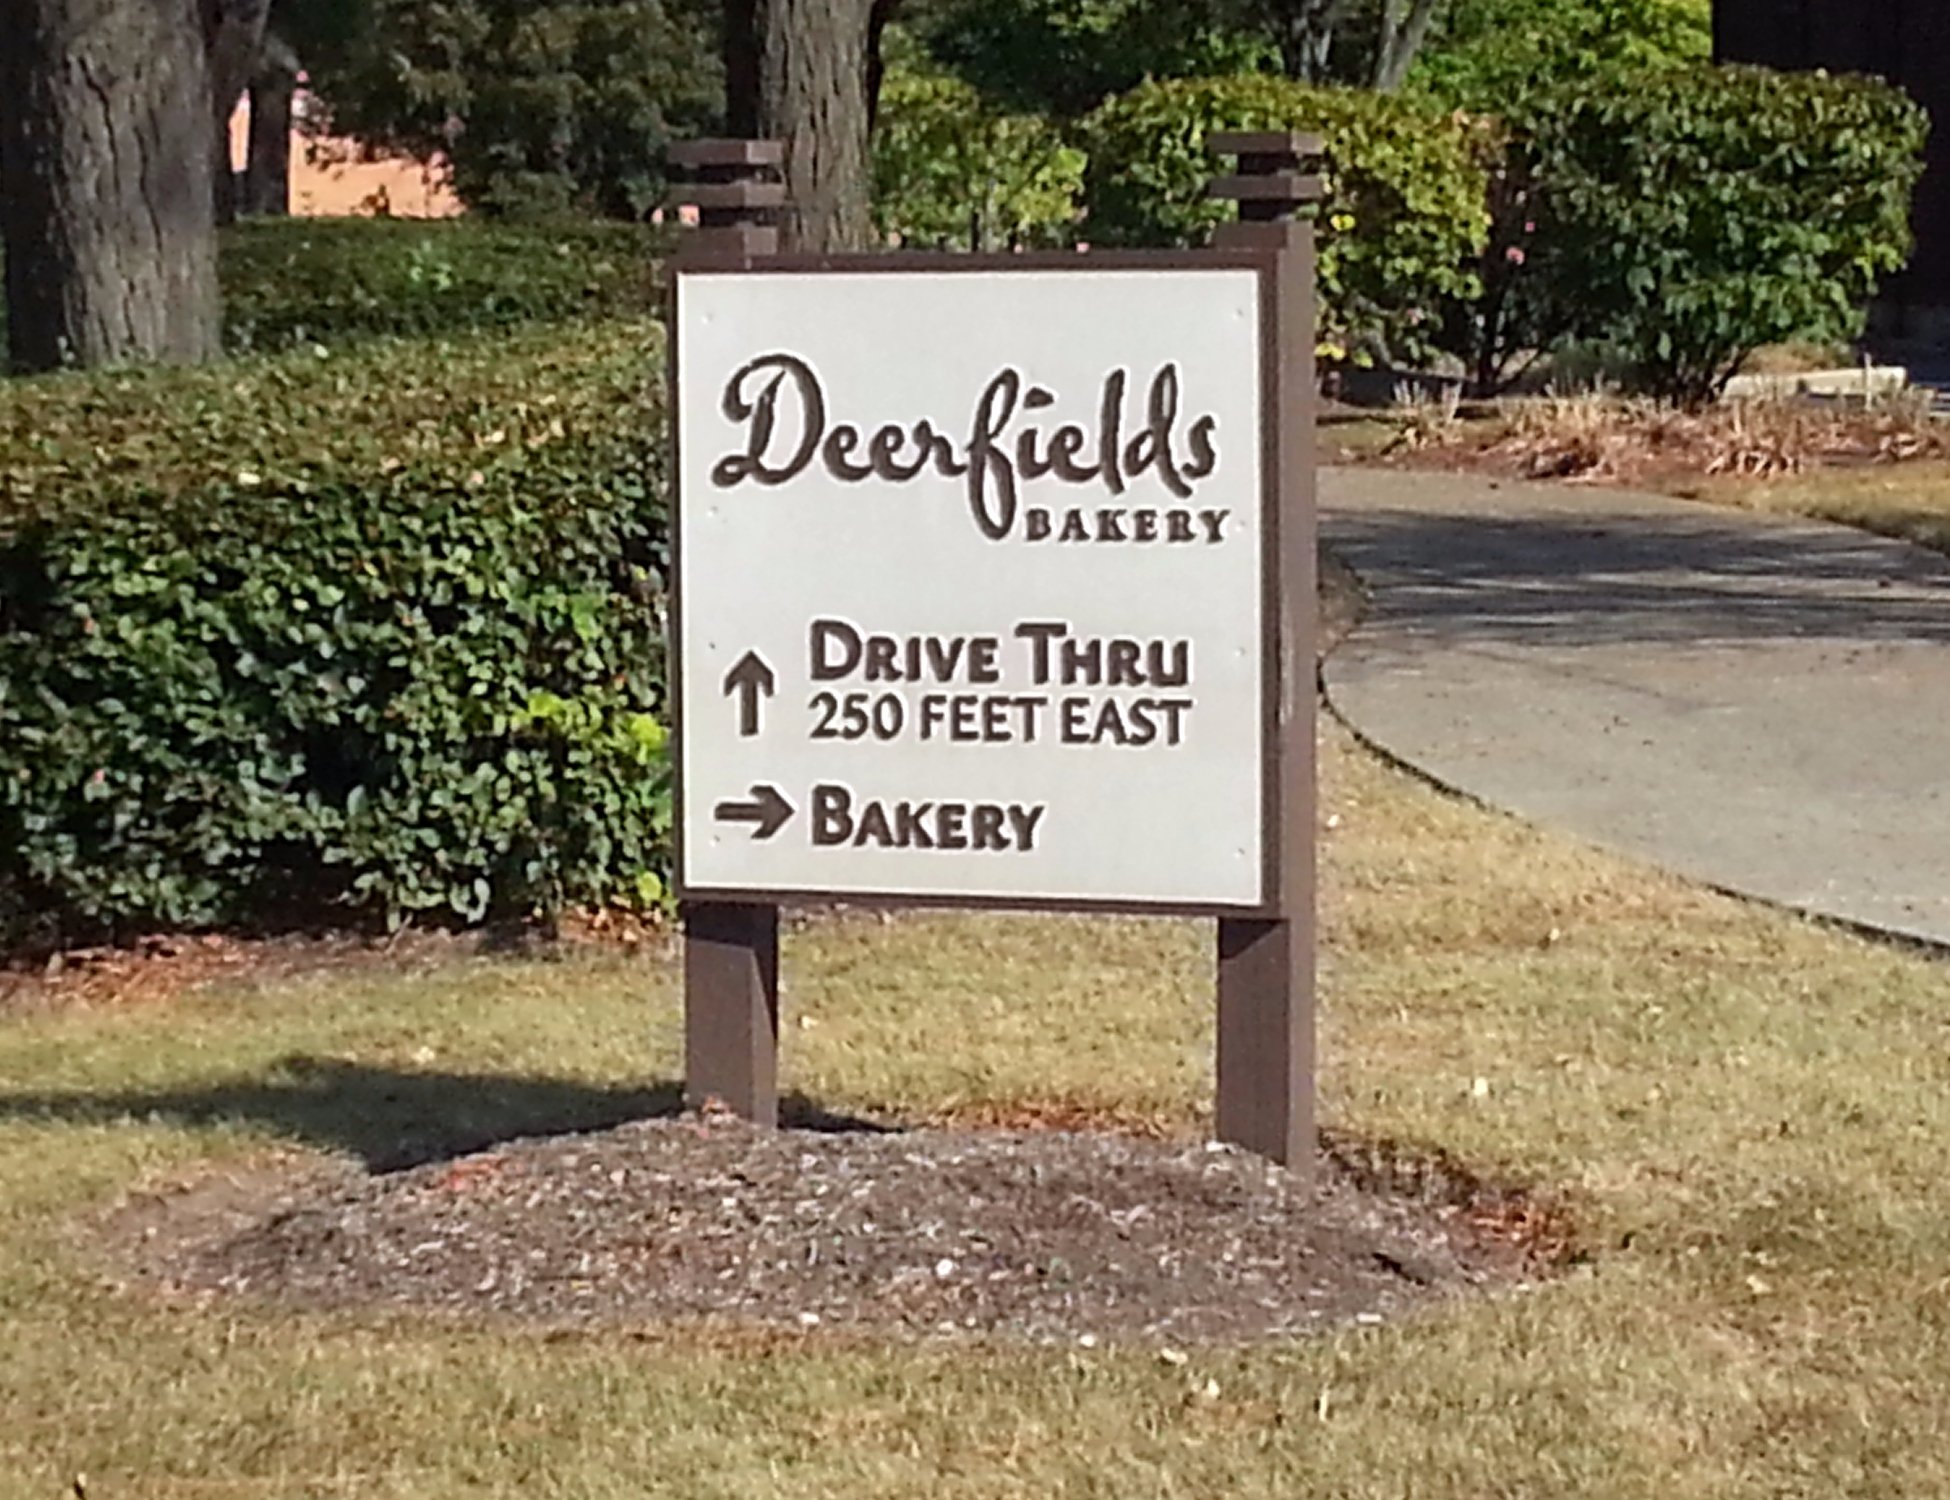 Deerfields
BAKERY
DRIVE THRU
250 FEET EAST
BAKERY